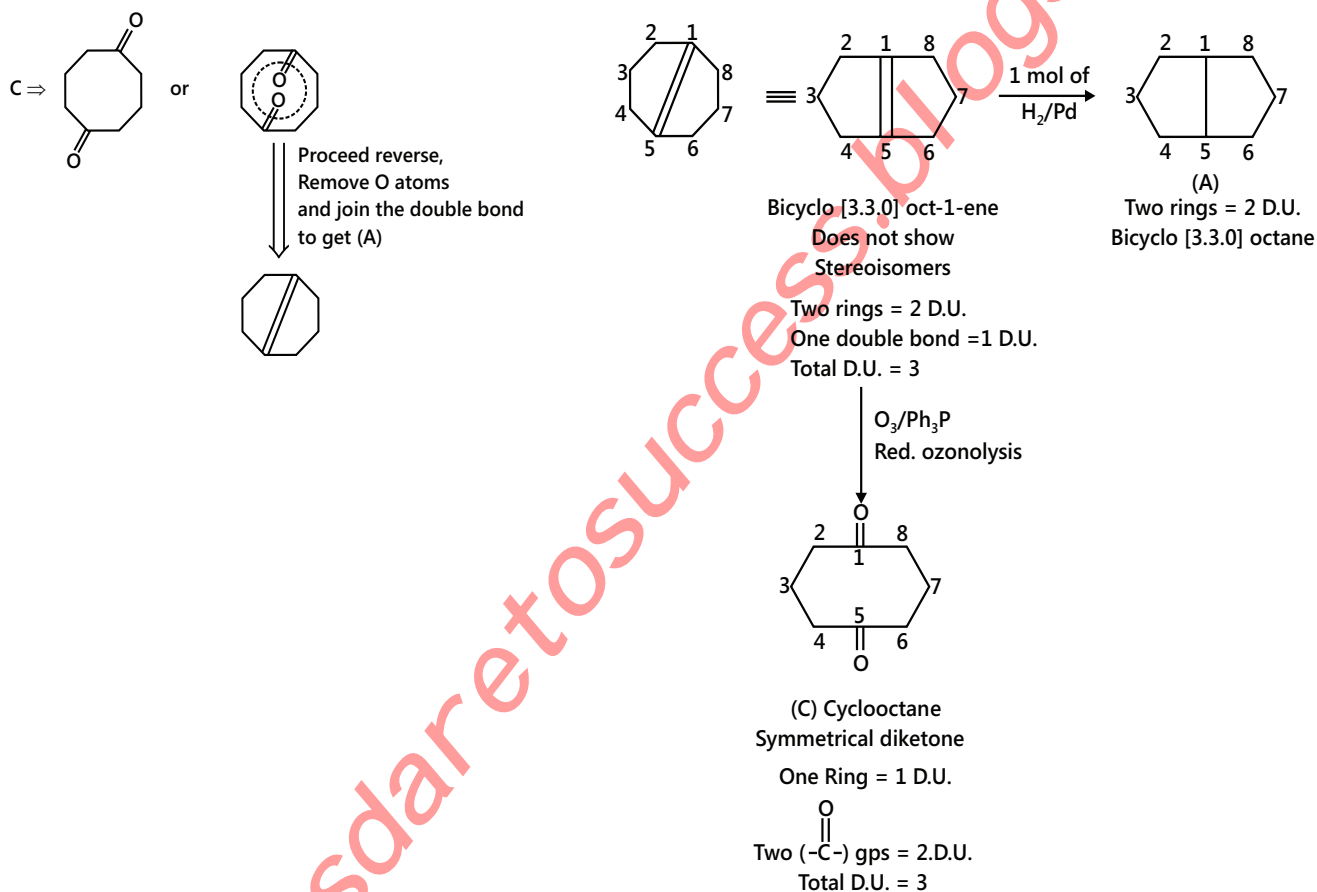 C ⇒
O
O
or
O
O
Proceed reverse,
Remove O atoms
and join the double bond
to get (A)
2 1
3 8
4 7
5 6
≡
2 1 8
3 7
4 5 6
1 mol of
H₂/Pd
2 1 8
3 7
4 5 6
(A)
Two rings = 2 D.U.
Bicyclo [3.3.0] octane
Bicyclo [3.3.0] oct-1-ene
Does not show
Stereoisomers
Two rings = 2 D.U.
One double bond =1 D.U.
Total D.U. = 3
O₃/Ph₃P
Red. ozonolysis
O
2 1 8
3 7
4 5 6
O
(C) Cyclooctane
Symmetrical diketone
One Ring = 1 D.U.
O
Two (-C-) gps = 2.D.U.
Total D.U. = 3
sdaretosuccess.blogs